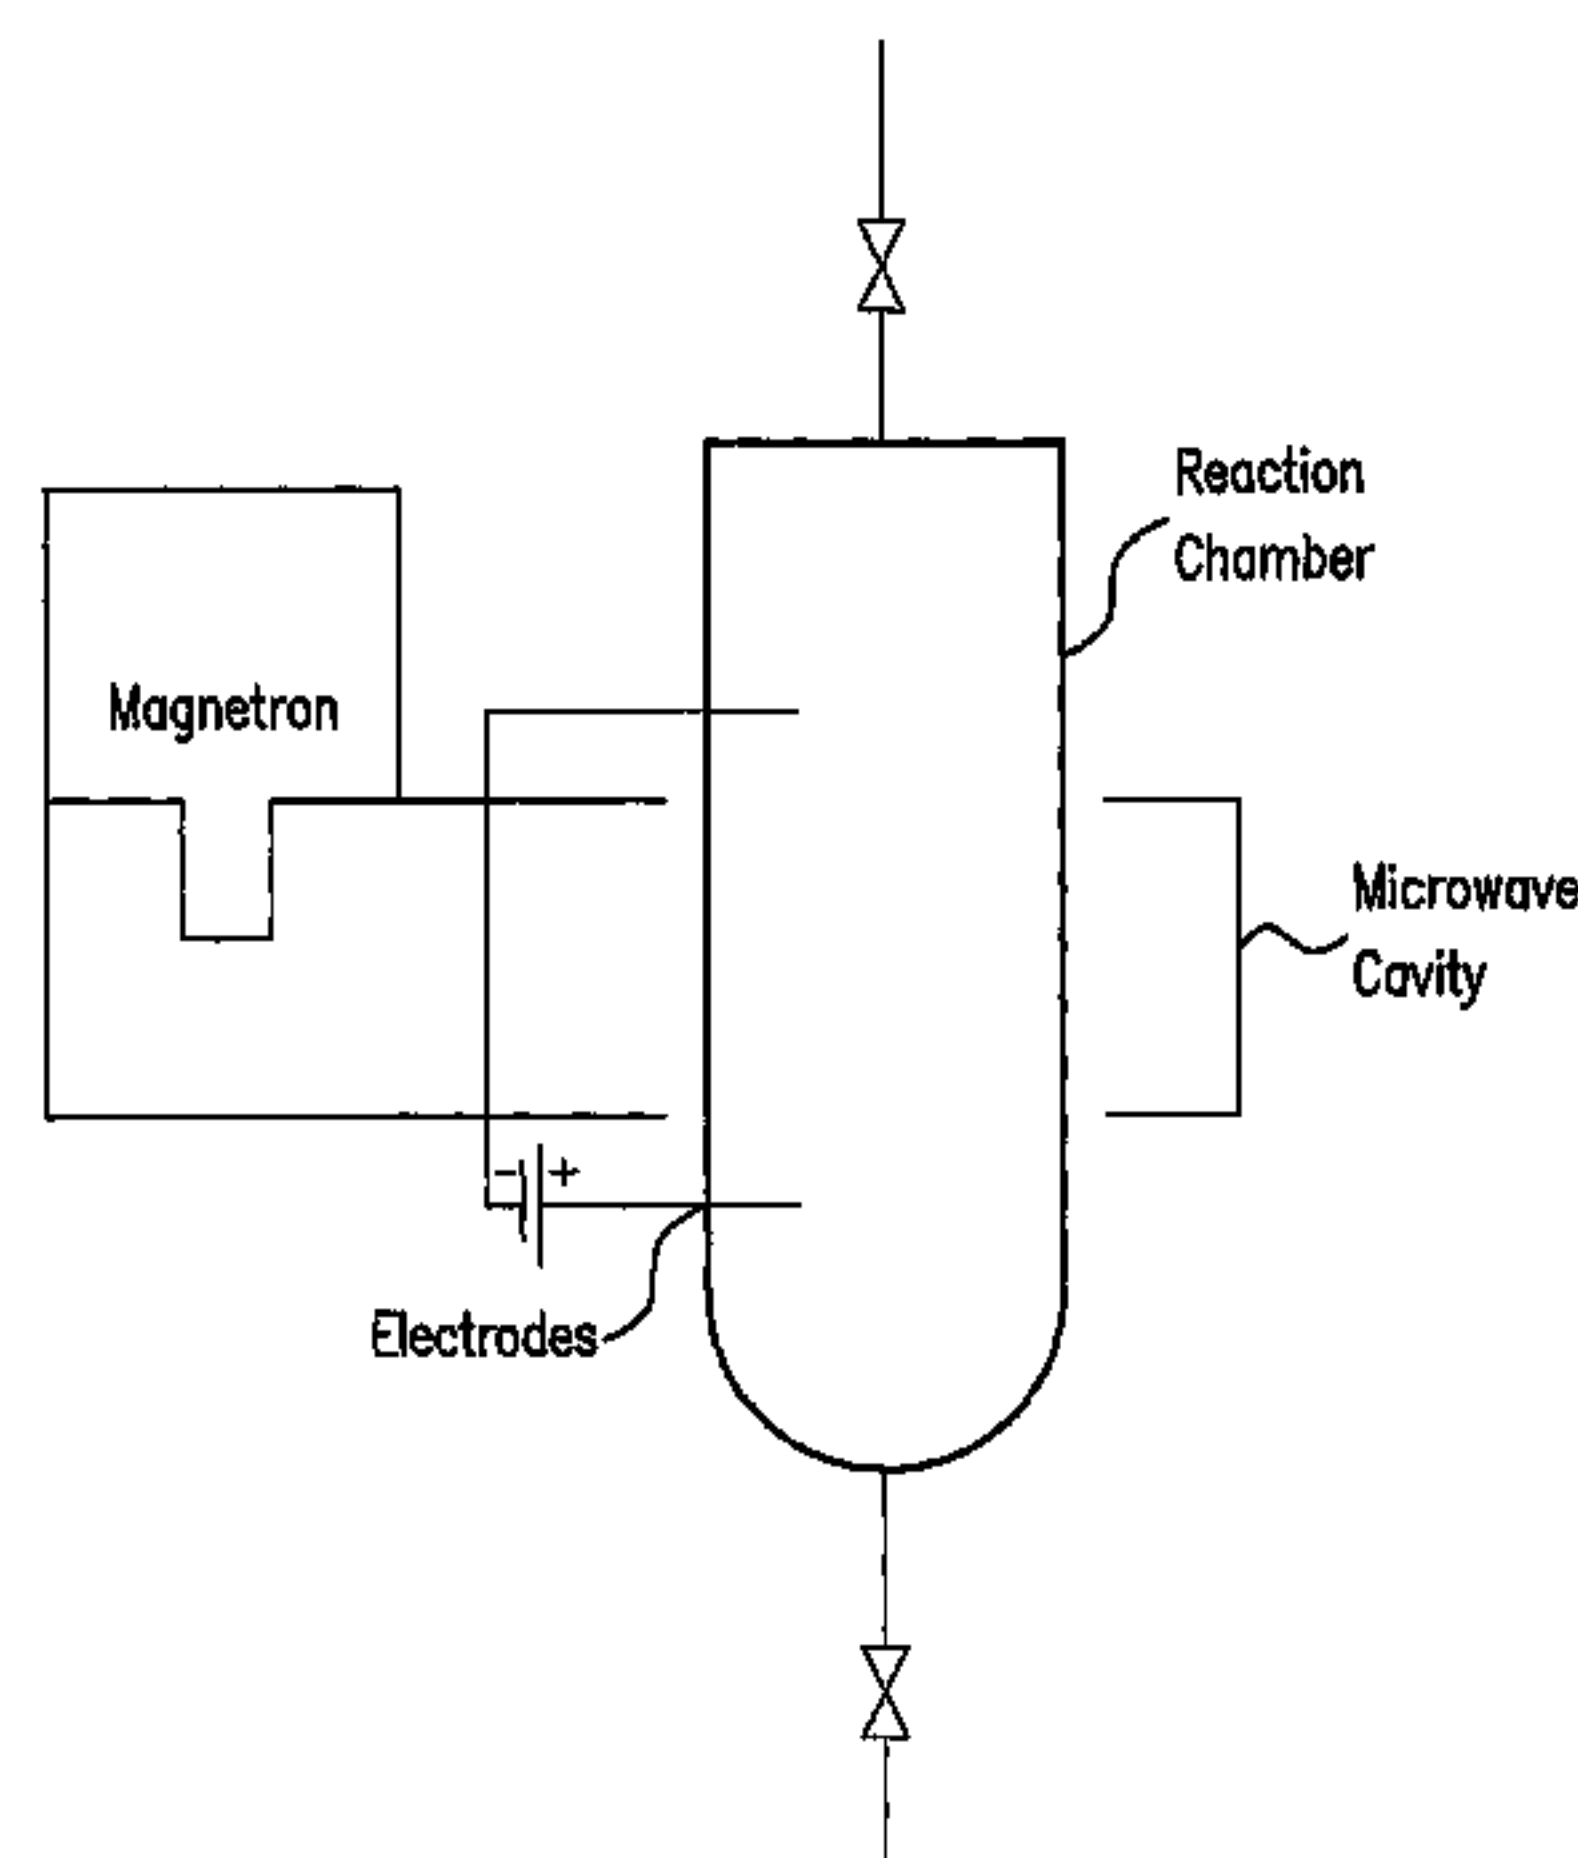 Reaction
Chamber
Magnetron
Microwave
Cavity
- +
Electrodes